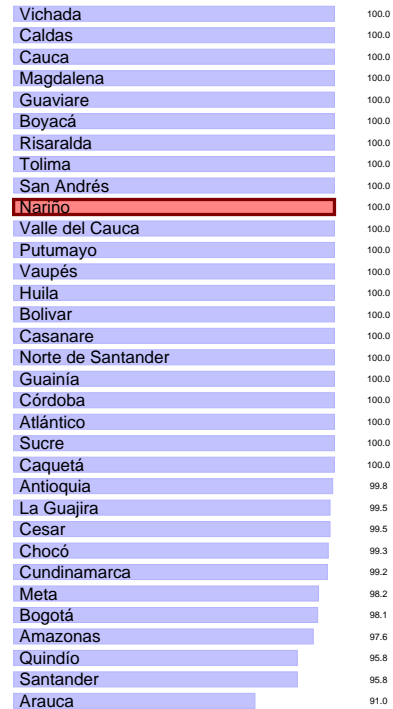 Vichada 100.0
Caldas 100.0
Cauca 100.0
Magdalena 100.0
Guaviare 100.0
Boyacá 100.0
Risaralda 100.0
Tolima 100.0
San Andrés 100.0
Nariño 100.0
Valle del Cauca 100.0
Putumayo 100.0
Vaupés 100.0
Huila 100.0
Bolivar 100.0
Casanare 100.0
Norte de Santander 100.0
Guainía 100.0
Córdoba 100.0
Atlántico 100.0
Sucre 100.0
Caquetá 100.0
Antioquia 99.8
La Guajira 99.5
Cesar 99.5
Chocó 99.3
Cundinamarca 99.2
Meta 98.2
Bogotá 98.1
Amazonas 97.6
Quindío 95.8
Santander 95.8
Arauca 91.0